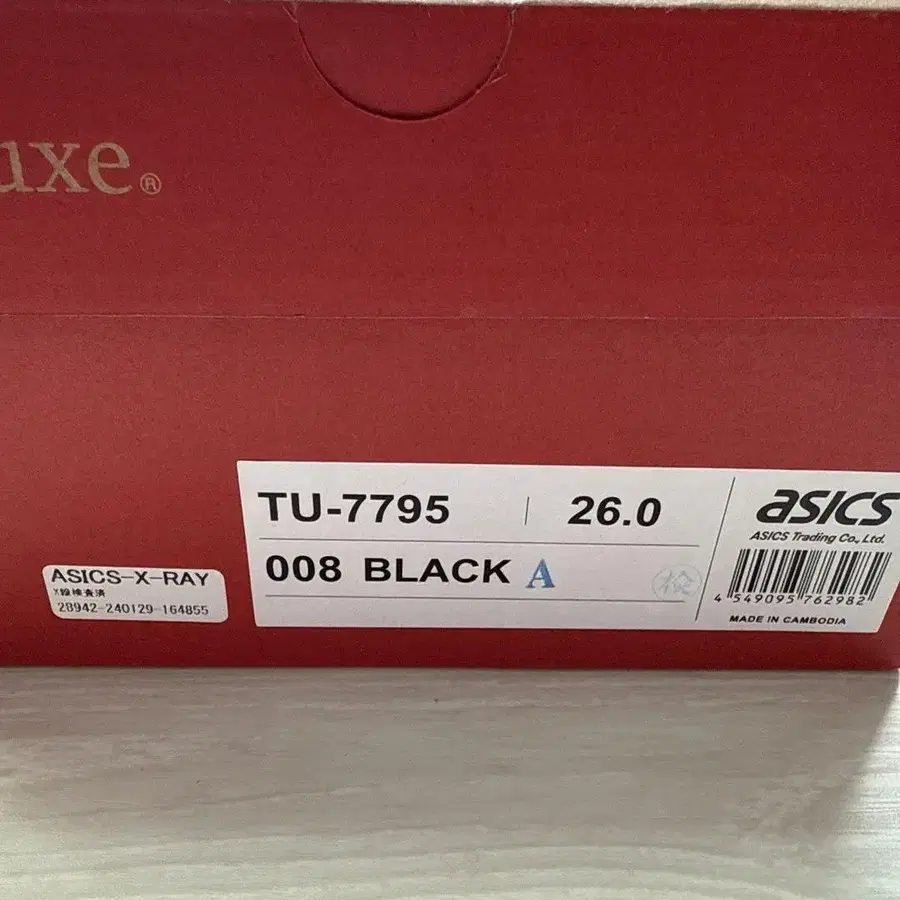 uxe®
TU-7795 26.0
008 BLACK A
検
asics
ASICS Trading Co., Ltd.
4 549095 762982
MADE IN CAMBODIA
ASICS-X-RAY
X線検査済
28942-240129-164855